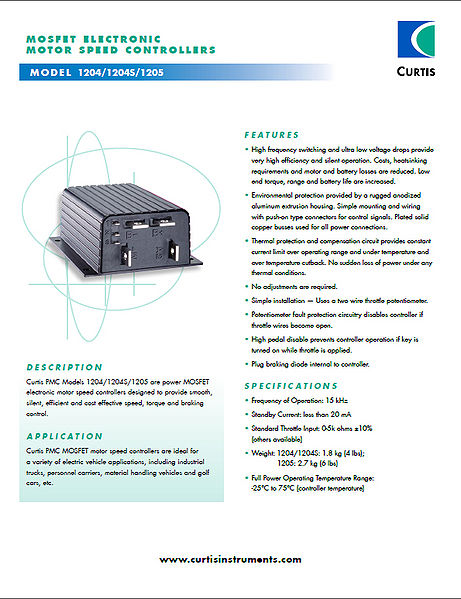 MOSFET ELECTRONIC
MOTOR SPEED CONTROLLERS
MODEL 1204/1204S/1205
CURTIS
FEATURES
• High frequency switching and ultra low voltage drops provide
very high efficiency and silent operation. Costs, heatsinking
requirements and motor and battery losses are reduced. Low
end torque, range and battery life are increased.
• Environmental protection provided by a rugged anodized
aluminum extrusion housing. Simple mounting and wiring
with push-on type connectors for control signals. Plated solid
copper busses used for all power connections.
• Thermal protection and compensation circuit provides constant
current limit over operating range and under temperature and
over temperature cutback. No sudden loss of power under any
thermal conditions.
• No adjustments are required.
• Simple installation — Uses a two wire throttle potentiometer.
• Potentiometer fault protection circuitry disables controller if
throttle wires become open.
• High pedal disable prevents controller operation if key is
turned on while throttle is applied.
• Plug braking diode internal to controller.
DESCRIPTION
Curtis PMC Models 1204/1204S/1205 are power MOSFET
electronic motor speed controllers designed to provide smooth,
silent, efficient and cost effective speed, torque and braking
control.
APPLICATION
Curtis PMC MOSFET motor speed controllers are ideal for
a variety of electric vehicle applications, including industrial
trucks, personnel carriers, material handling vehicles and golf
cars, etc.
SPECIFICATIONS
• Frequency of Operation: 15 kHz
• Standby Current: less than 20 mA
• Standard Throttle Input: 0-5k ohms ±10%
(others available)
• Weight: 1204/1204S: 1.8 kg (4 lbs);
1205: 2.7 kg (6 lbs)
• Full Power Operating Temperature Range:
-25°C to 75°C (controller temperature)
www.curtisinstruments.com